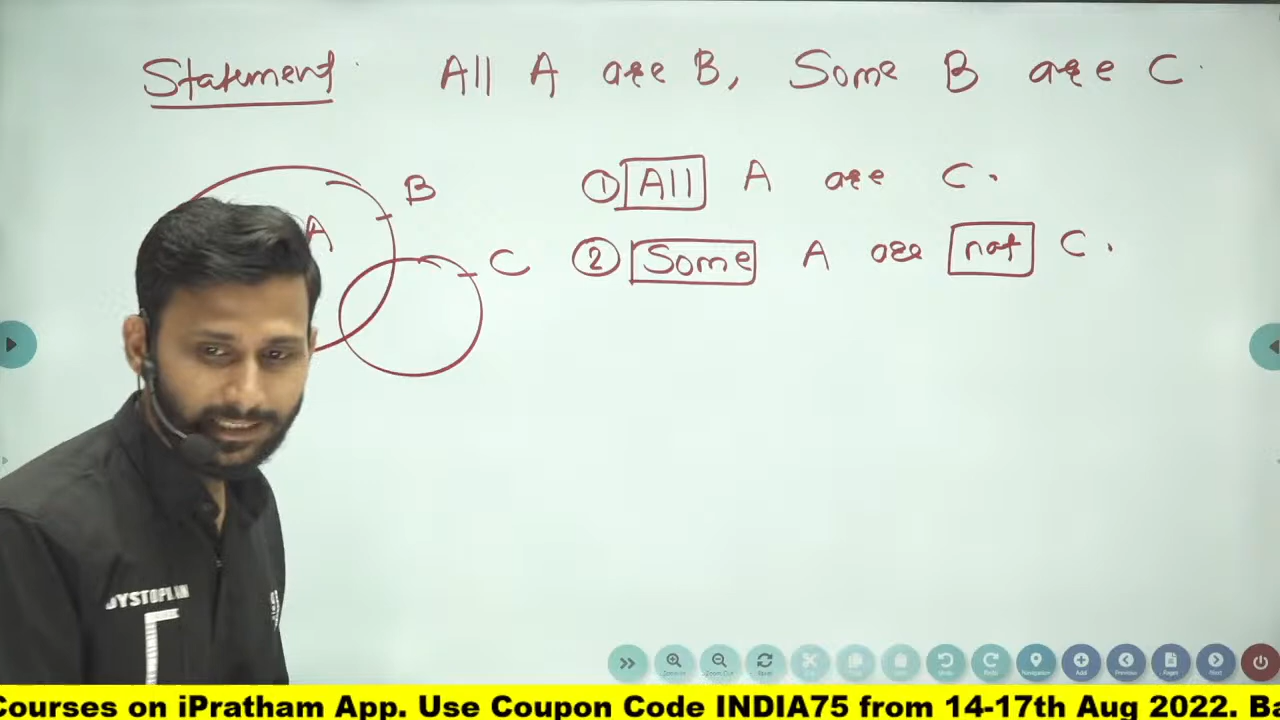 Statement All A are B, Some B are C.
B
① All A are C.
A
② Some A are not C.
C
DYSTOPIAN
Courses on iPratham App. Use Coupon Code INDIA75 from 14-17th Aug 2022. Ba